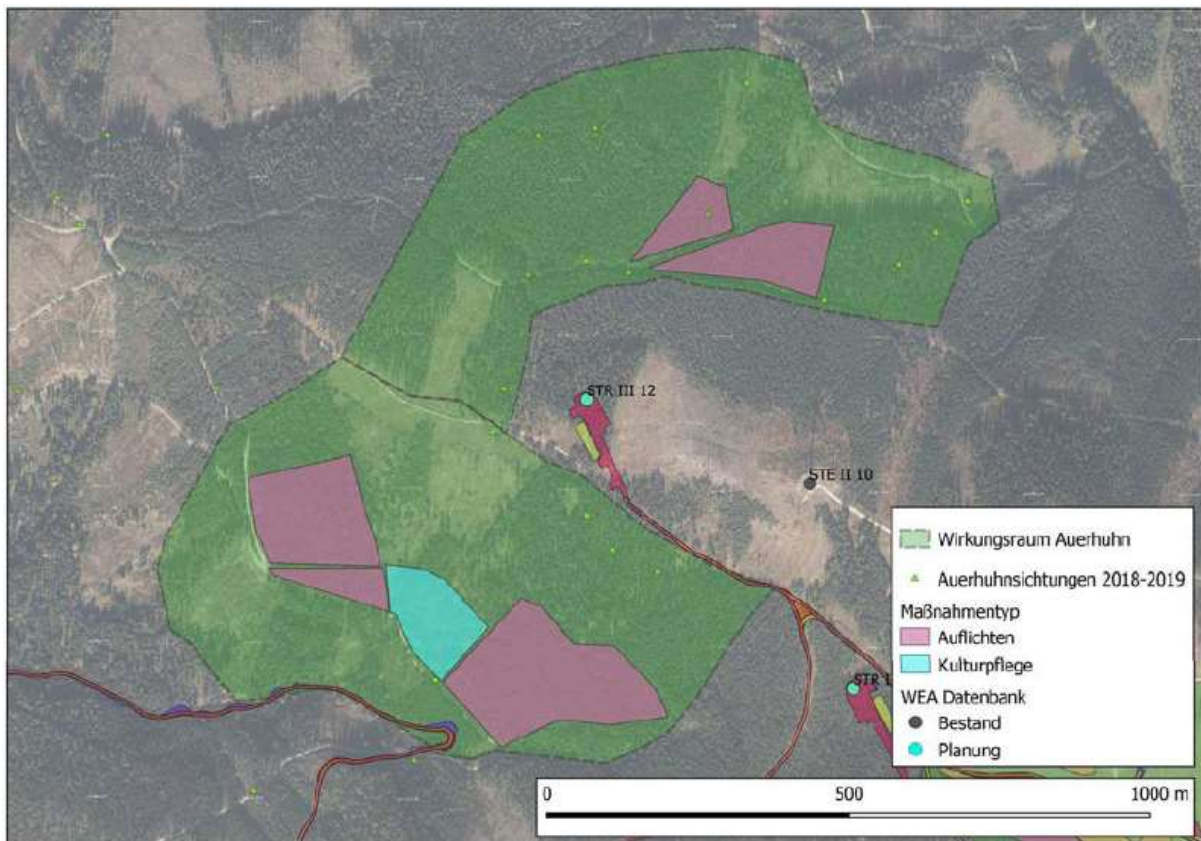 STR III 12
STE II 10
STR I
Wirkungsraum Auerhuhn
Auerhuhnsichtungen 2018-2019
Maßnahmentyp
Auflichten
Kulturpflege
WEA Datenbank
Bestand
Planung
0 500 1000 m